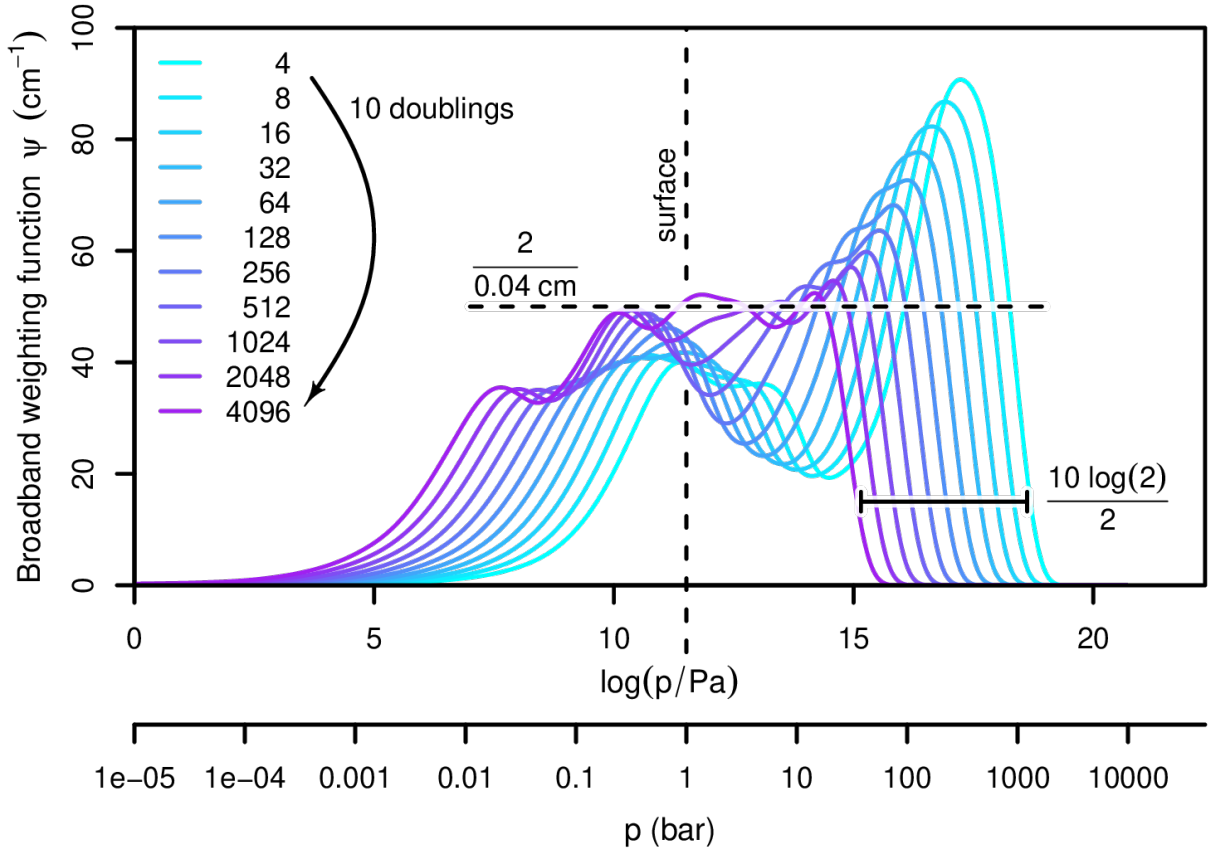 Broadband weighting function ψ (cm⁻¹)
100
80
60
40
20
0
4
8
16
32
64
128
256
512
1024
2048
4096
10 doublings
surface
2
0.04 cm
10 log(2)
2
0 5 10 15 20
log(p/Pa)
1e−05 1e−04 0.001 0.01 0.1 1 10 100 1000 10000
p (bar)